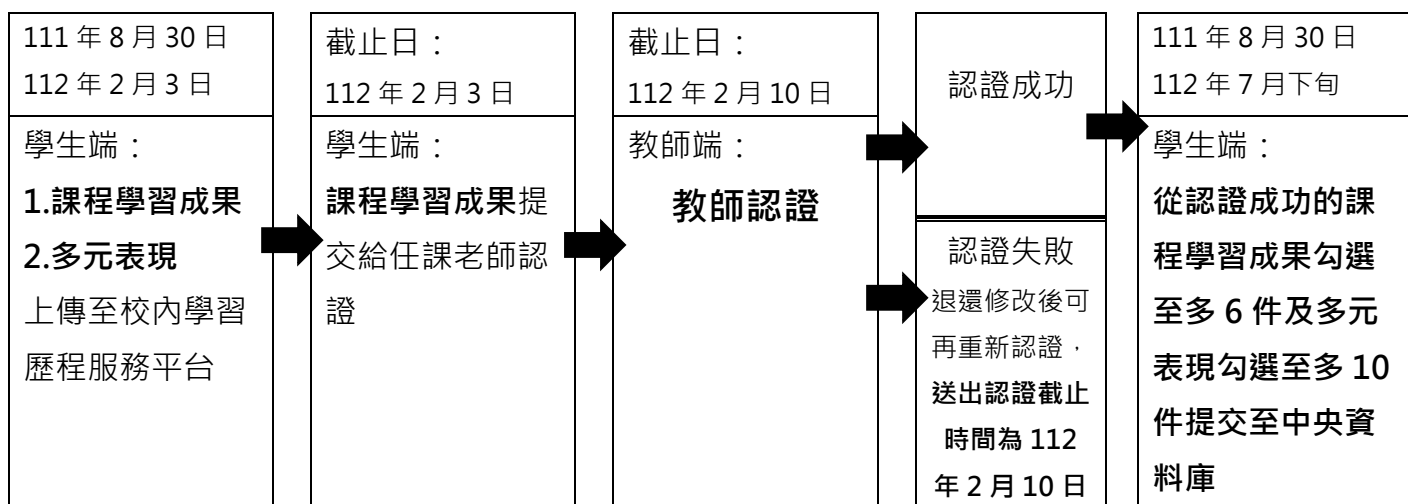 111 年 8 月 30 日
112 年 2 月 3 日
學生端：
1.課程學習成果
2.多元表現
上傳至校內學習
歷程服務平台
截止日：
112 年 2 月 3 日
學生端：
課程學習成果提
交給任課老師認
證
截止日：
112 年 2 月 10 日
教師端：
教師認證
認證成功
認證失敗
退還修改後可
再重新認證，
送出認證截止
時間為 112
年 2 月 10 日
111 年 8 月 30 日
112 年 7 月下旬
學生端：
從認證成功的課
程學習成果勾選
至多 6 件及多元
表現勾選至多 10
件提交至中央資
料庫